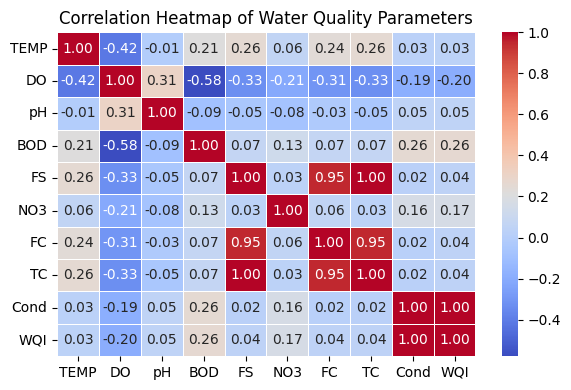 Correlation Heatmap of Water Quality Parameters
TEMP 1.00 -0.42 -0.01 0.21 0.26 0.06 0.24 0.26 0.03 0.03
DO -0.42 1.00 0.31 -0.58 -0.33 -0.21 -0.31 -0.33 -0.19 -0.20
pH -0.01 0.31 1.00 -0.09 -0.05 -0.08 -0.03 -0.05 0.05 0.05
BOD 0.21 -0.58 -0.09 1.00 0.07 0.13 0.07 0.07 0.26 0.26
FS 0.26 -0.33 -0.05 0.07 1.00 0.03 0.95 1.00 0.02 0.04
NO3 0.06 -0.21 -0.08 0.13 0.03 1.00 0.06 0.03 0.16 0.17
FC 0.24 -0.31 -0.03 0.07 0.95 0.06 1.00 0.95 0.02 0.04
TC 0.26 -0.33 -0.05 0.07 1.00 0.03 0.95 1.00 0.02 0.04
Cond 0.03 -0.19 0.05 0.26 0.02 0.16 0.02 0.02 1.00 1.00
WQI 0.03 -0.20 0.05 0.26 0.04 0.17 0.04 0.04 1.00 1.00
TEMP DO pH BOD FS NO3 FC TC Cond WQI
1.0
0.8
0.6
0.4
0.2
0.0
−0.2
−0.4